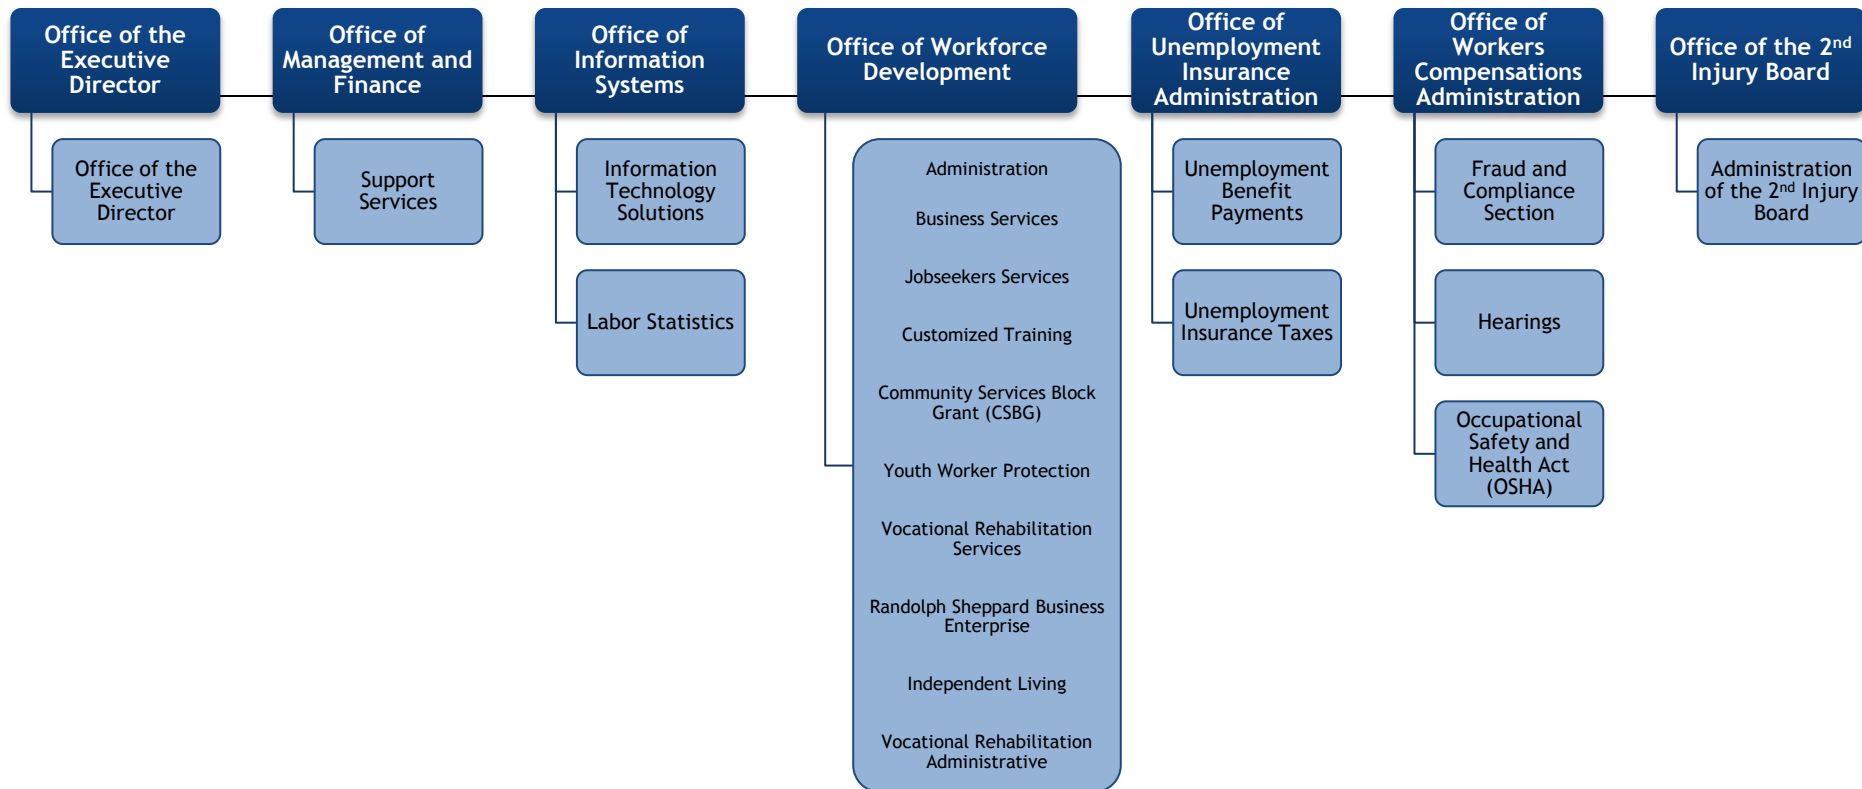 Office of the
Executive
Director
Office of
Management and
Finance
Office of
Information
Systems
Office of Workforce
Development
Office of
Unemployment
Insurance
Administration
Office of
Workers
Compensations
Administration
Office of the 2nd
Injury Board
Office of the
Executive
Director
Support
Services
Information
Technology
Solutions
Labor Statistics
Administration
Business Services
Jobseekers Services
Customized Training
Community Services Block
Grant (CSBG)
Youth Worker Protection
Vocational Rehabilitation
Services
Randolph Sheppard Business
Enterprise
Independent Living
Vocational Rehabilitation
Administrative
Unemployment
Benefit
Payments
Unemployment
Insurance Taxes
Fraud and
Compliance
Section
Hearings
Occupational
Safety and
Health Act
(OSHA)
Administration
of the 2nd Injury
Board